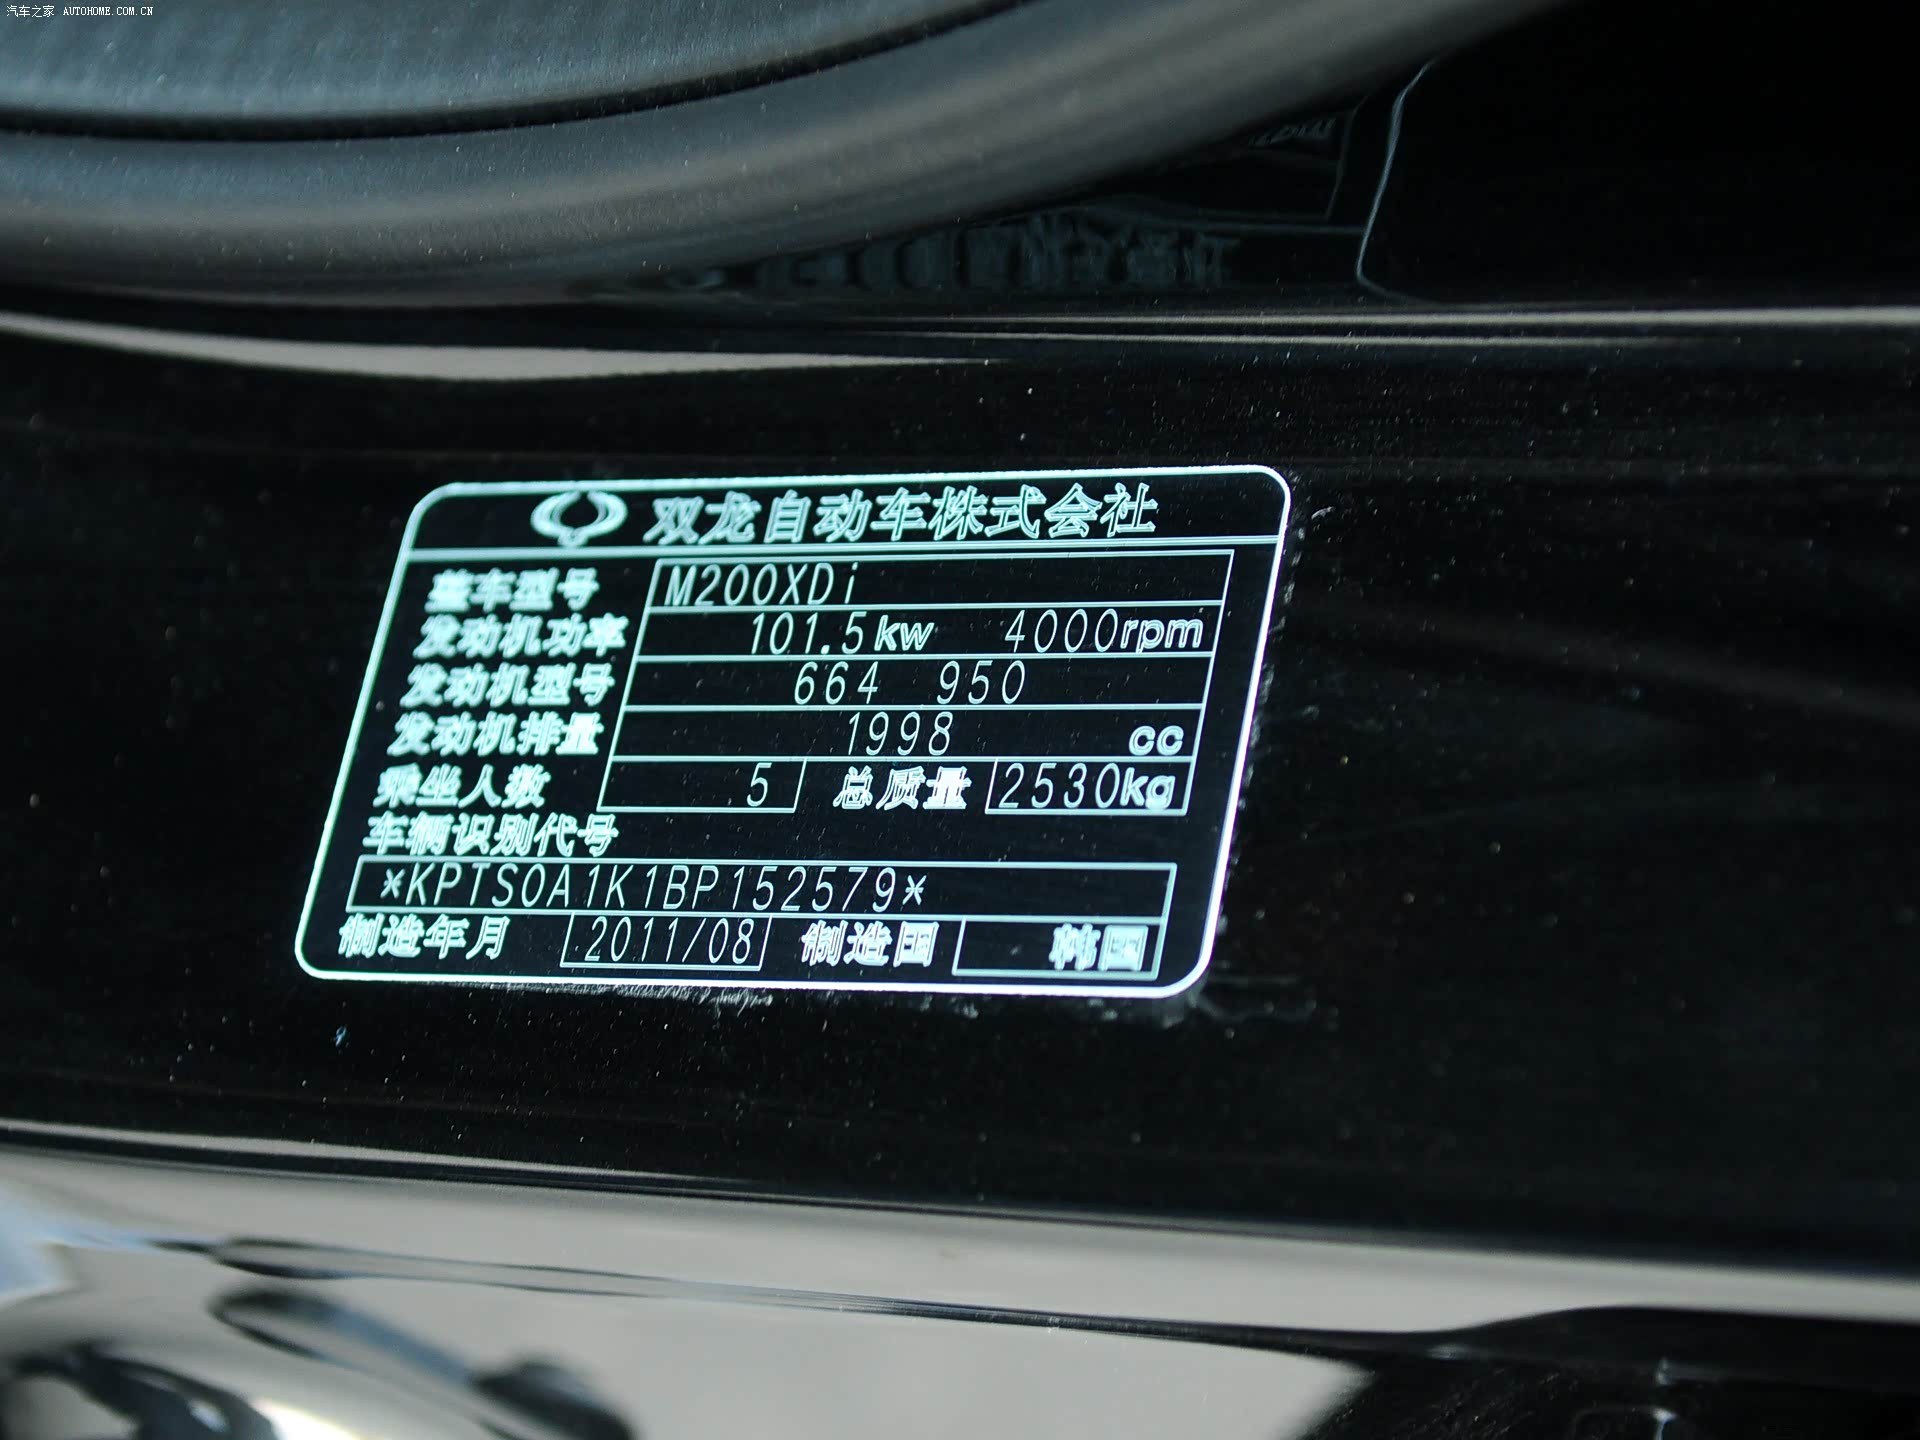 汽车之家 AUTOHOME.COM.CN
双龙自动车株式会社
整车型号 M200XDi
发动机功率 101.5kw 4000rpm
发动机型号 664 950
发动机排量 1998 cc
乘坐人数 5 总质量 2530kg
车辆识别代号
*KPTS0A1K1BP152579*
制造年月 2011/08 制造国 韩国